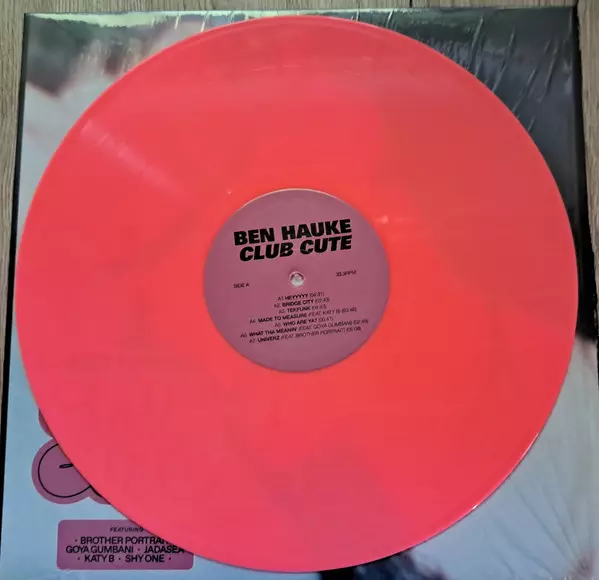 BEN HAUKE
CLUB CUTE
SIDE A
33.3RPM
A1. HEYYYYY
A2. BRIDGE CITY
A3. TEKFUNK
A4. MADE TO MEASURE (FEAT. KATY B)
A5. WHO ARE YA?
A6. WHAT THA MEANIN' (FEAT. GOYA GUMBANI)
A7. UNIVERZ (FEAT. BROTHER PORTRAIT)
FEATURING
· BROTHER PORTRAI
GOYA GUMBANI · JADASEA
· KATY B · SHY ONE ·